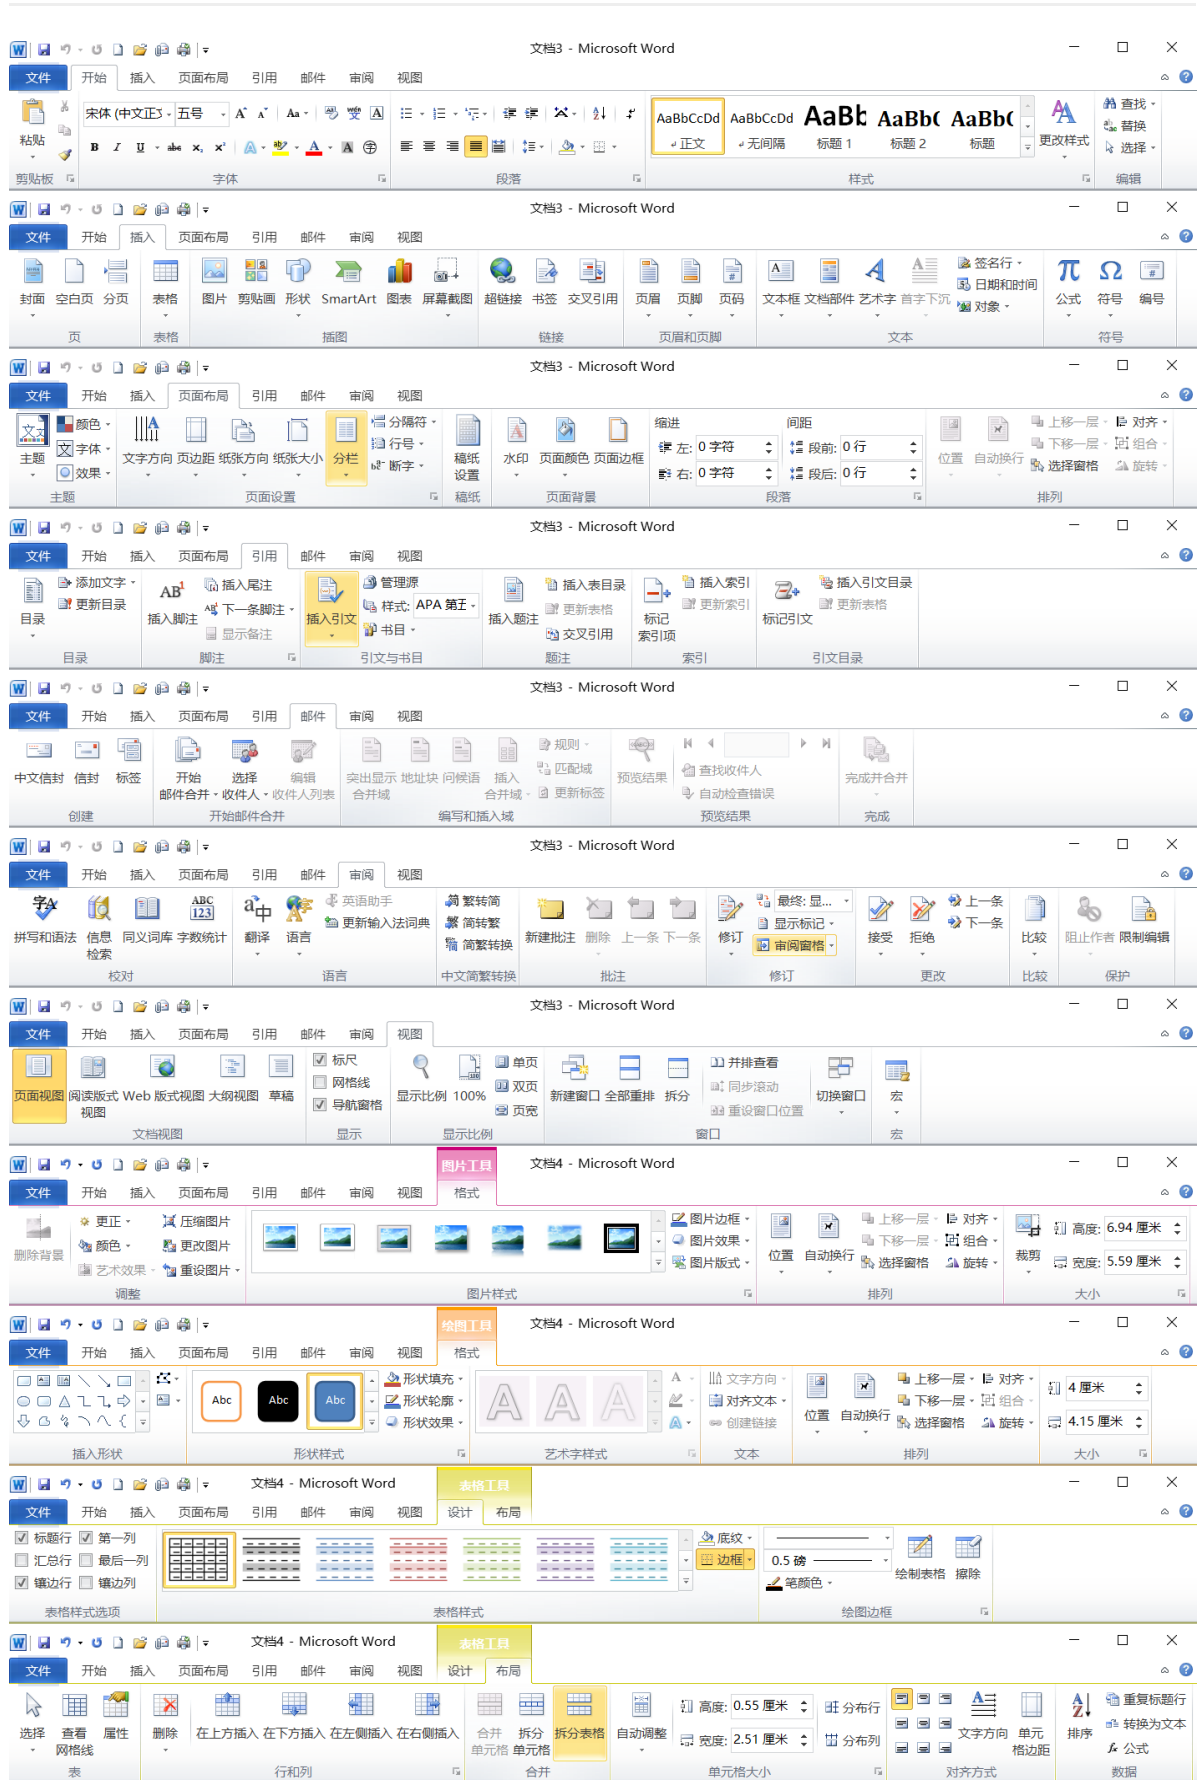 文档3 - Microsoft Word
文件 开始 插入 页面布局 引用 邮件 审阅 视图
宋体 (中文正文 五号 查找
粘贴 AaBbCcDd AaBbCcDd AaBb AaBb( AaBb( 更改样式 替换
正文 无间隔 标题 1 标题 2 标题 选择
剪贴板 字体 段落 样式 编辑
文档3 - Microsoft Word
文件 开始 插入 页面布局 引用 邮件 审阅 视图
签名行
日期和时间
封面 空白页 分页 表格 图片 剪贴画 形状 SmartArt 图表 屏幕截图 超链接 书签 交叉引用 页眉 页脚 页码 文本框 文档部件 艺术字 首字下沉 对象 公式 符号 编号
页 表格 插图 链接 页眉和页脚 文本 符号
文档3 - Microsoft Word
文件 开始 插入 页面布局 引用 邮件 审阅 视图
颜色 分隔符 缩进 间距 上移一层 对齐
字体 行号 左: 0 字符 段前: 0 行 下移一层 组合
主题 效果 文字方向 页边距 纸张方向 纸张大小 分栏 断字 稿纸设置 水印 页面颜色 页面边框 右: 0 字符 段后: 0 行 位置 自动换行 选择窗格 旋转
主题 页面设置 稿纸 页面背景 段落 排列
文档3 - Microsoft Word
文件 开始 插入 页面布局 引用 邮件 审阅 视图
添加文字 插入尾注 管理源 插入表目录 插入索引 插入引文目录
更新目录 下一条脚注 样式: APA 第五 更新表格 更新索引 更新表格
目录 插入脚注 显示备注 插入引文 书目 插入题注 交叉引用 标记索引项 标记引文
目录 脚注 引文与书目 题注 索引 引文目录
文档3 - Microsoft Word
文件 开始 插入 页面布局 引用 邮件 审阅 视图
规则
匹配域 查找收件人
中文信封 信封 标签 开始邮件合并 选择收件人 编辑收件人列表 突出显示合并域 地址块 问候语 插入合并域 更新标签 预览结果 自动检查错误 完成并合并
创建 开始邮件合并 编写和插入域 预览结果 完成
文档3 - Microsoft Word
文件 开始 插入 页面布局 引用 邮件 审阅 视图
英语助手 繁转简 最终: 显... 上一条
更新输入法词典 简转繁 显示标记 下一条
拼写和语法 信息检索 同义词库 字数统计 翻译 语言 简繁转换 新建批注 删除 上一条 下一条 修订 审阅窗格 接受 拒绝 比较 阻止作者 限制编辑
校对 语言 中文简繁转换 批注 修订 更改 比较 保护
文档3 - Microsoft Word
文件 开始 插入 页面布局 引用 邮件 审阅 视图
标尺 单页 并排查看
网格线 双页 同步滚动
页面视图 阅读版式视图 Web 版式视图 大纲视图 草稿 导航窗格 显示比例 100% 页宽 新建窗口 全部重排 拆分 重设窗口位置 切换窗口 宏
文档视图 显示 显示比例 窗口 宏
图片工具 文档4 - Microsoft Word
文件 开始 插入 页面布局 引用 邮件 审阅 视图 格式
更正 压缩图片 图片边框 上移一层 对齐 高度: 6.94 厘米
颜色 更改图片 图片效果 下移一层 组合
删除背景 艺术效果 重设图片 图片版式 位置 自动换行 选择窗格 旋转 裁剪 宽度: 5.59 厘米
调整 图片样式 排列 大小
绘图工具 文档4 - Microsoft Word
文件 开始 插入 页面布局 引用 邮件 审阅 视图 格式
形状填充 文字方向 上移一层 对齐 4 厘米
Abc Abc Abc 形状轮廓 A A A 对齐文本 下移一层 组合
形状效果 创建链接 位置 自动换行 选择窗格 旋转 4.15 厘米
插入形状 形状样式 艺术字样式 文本 排列 大小
文档4 - Microsoft Word 表格工具
文件 开始 插入 页面布局 引用 邮件 审阅 视图 设计 布局
标题行 第一列 底纹
汇总行 最后一列 边框 0.5 磅 绘制表格 擦除
镶边行 镶边列 笔颜色
表格样式选项 表格样式 绘图边框
文档4 - Microsoft Word 表格工具
文件 开始 插入 页面布局 引用 邮件 审阅 视图 设计 布局
高度: 0.55 厘米 分布行 重复标题行
转换为文本
选择 查看网格线 属性 删除 在上方插入 在下方插入 在左侧插入 在右侧插入 合并单元格 拆分单元格 拆分表格 自动调整 宽度: 2.51 厘米 分布列 文字方向 单元格边距 排序 公式
表 行和列 合并 单元格大小 对齐方式 数据